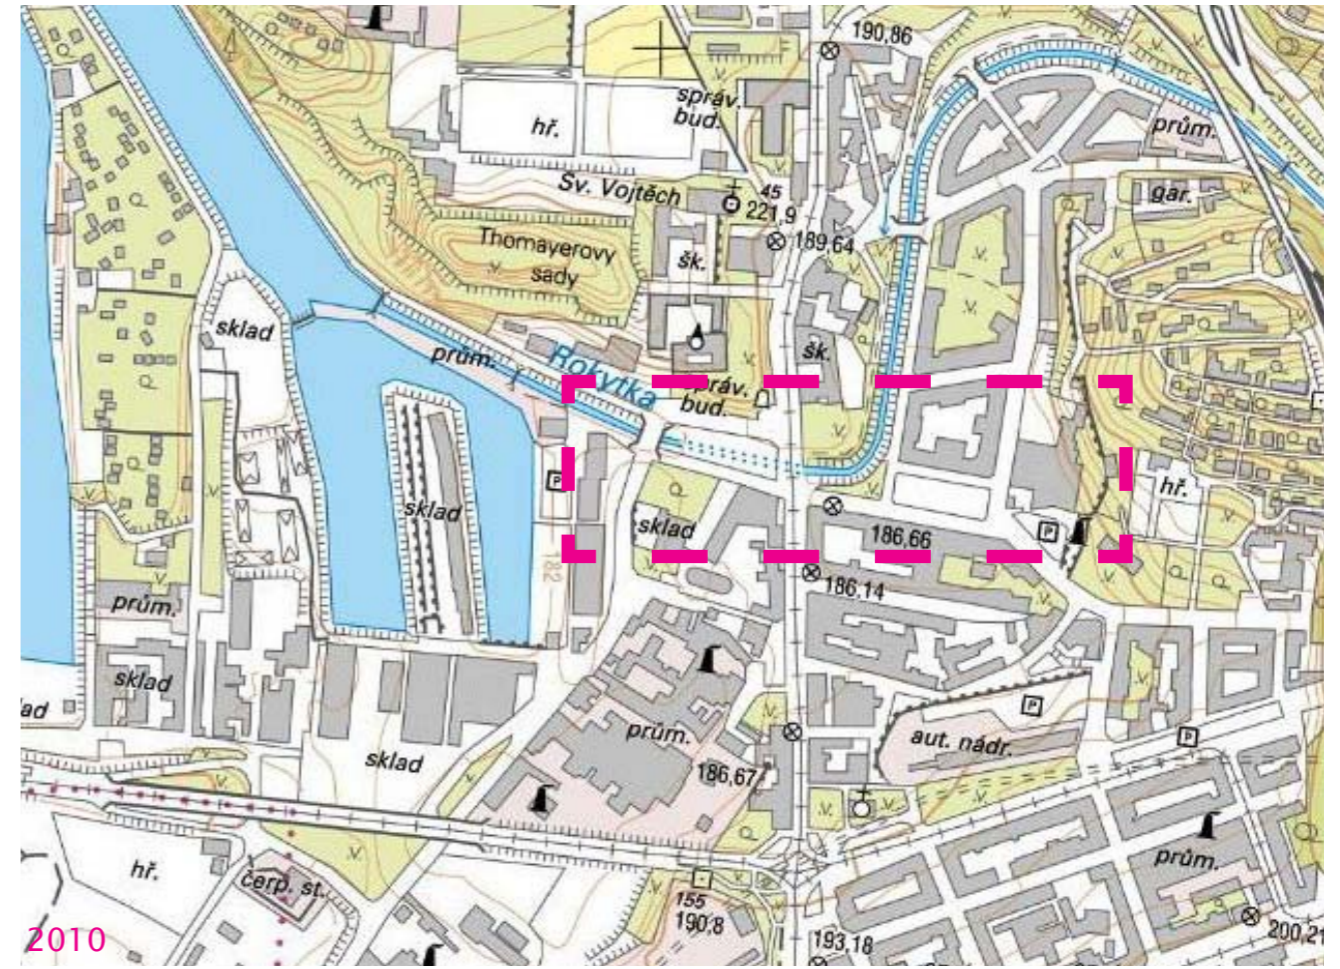 190,86
správ.
bud.
hř.
prům.
Sv. Vojtěch
45
221,9
gar.
189,64
Thomayerovy
sady
šk.
sklad
prům.
Rokytka
šk.
správ.
bud.
P
hř.
sklad
sklad
186,66
P
182
186,14
prům.
sklad
P
prům.
aut. nádr.
P
sklad
186,67
hř.
čerp. st.
prům.
155
190,8
193,18
200,21
2010